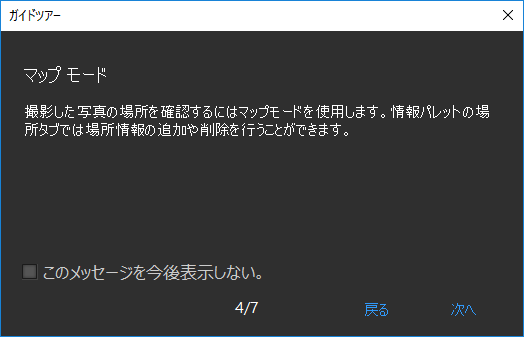 ガイドツアー
マップ モード
撮影した写真の場所を確認するにはマップモードを使用します。情報パレットの場
所タブでは場所情報の追加や削除を行うことができます。
このメッセージを今後表示しない。
4/7
戻る
次へ